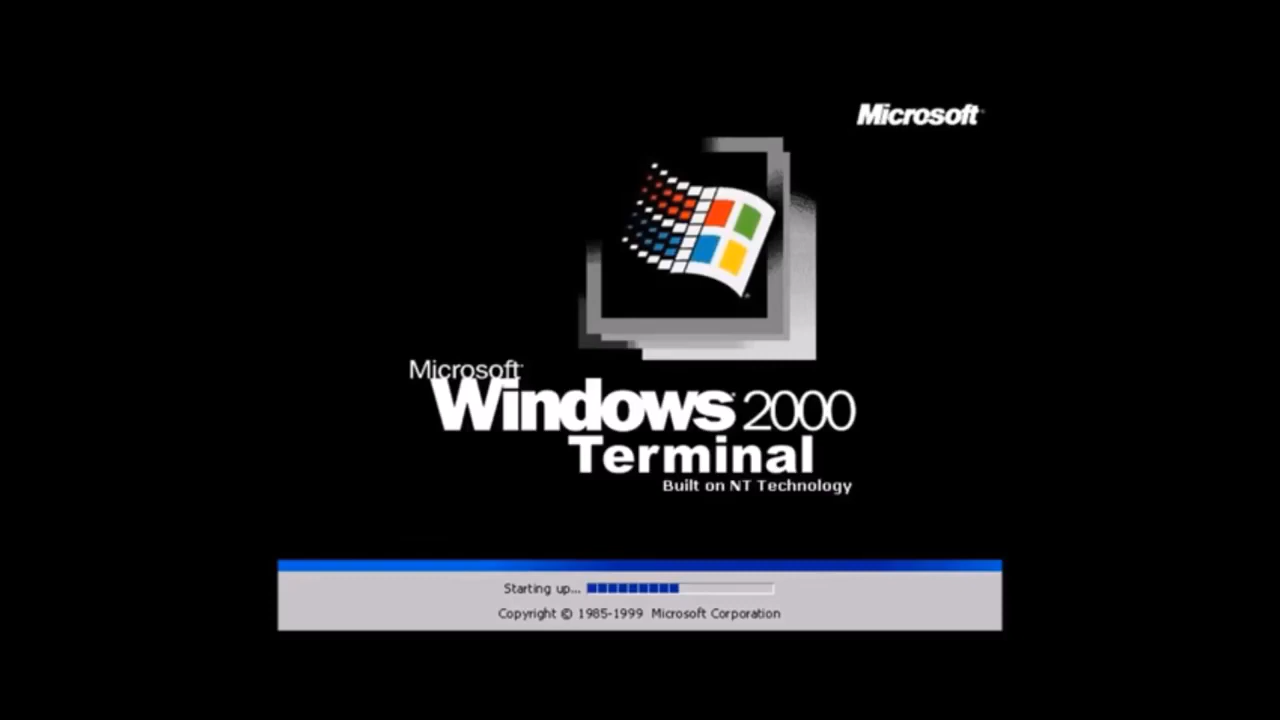 Microsoft
Microsoft
Windows 2000
Terminal
Built on NT Technology
Starting up...
Copyright © 1985-1999 Microsoft Corporation